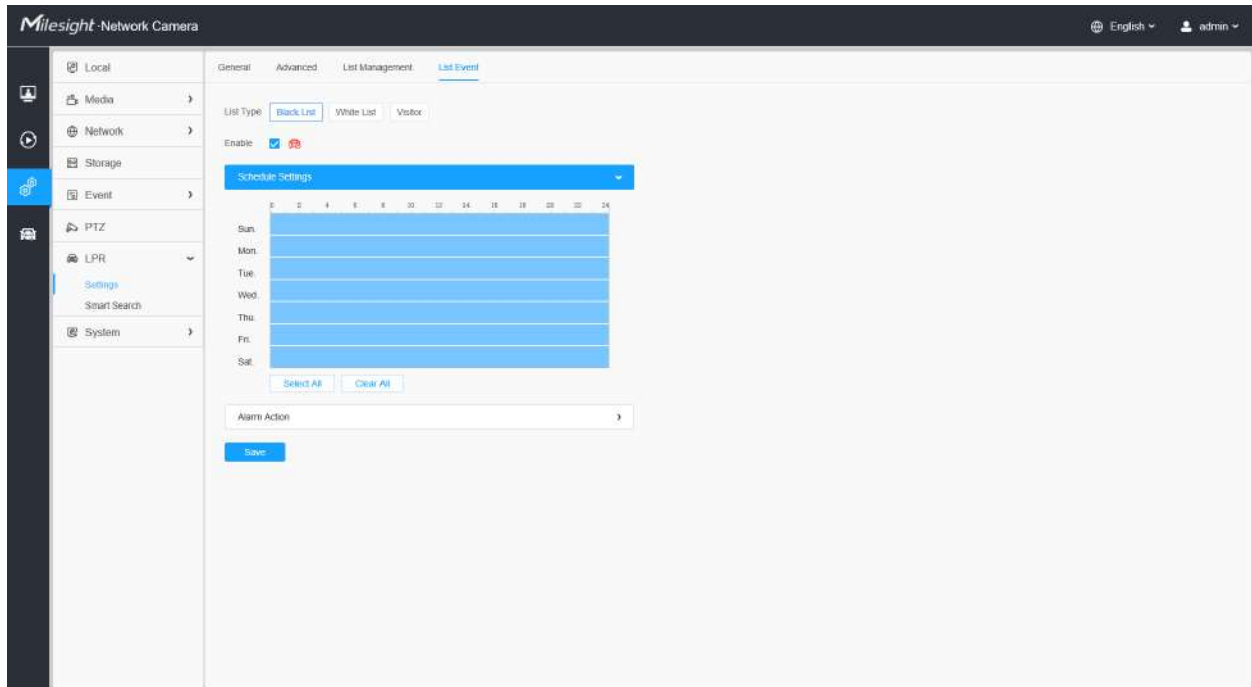 Milesight -Network Camera
English
admin
Local
Media
Network
Storage
Event
PTZ
LPR
Settings
Smart Search
System
General Advanced List Management List Event
List Type Black List White List Visitor
Enable
Schedule Settings
0 2 4 6 8 10 12 14 16 18 20 22 24
Sun.
Mon.
Tue.
Wed.
Thu.
Fri.
Sat.
Select All Clear All
Alarm Action
Save